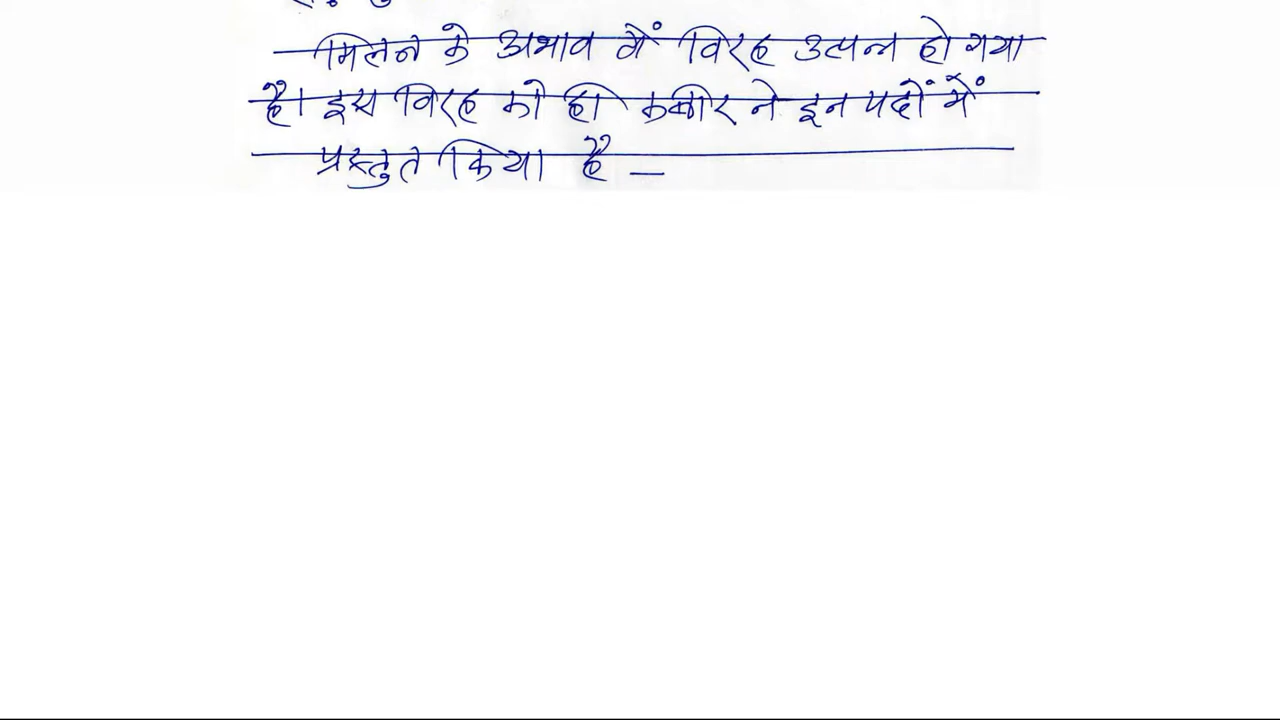 मिलन के अभाव में विरह उत्पन्न हो गया
है। इस विरह को ही कबीर ने इन पदों में
प्रस्तुत किया है —